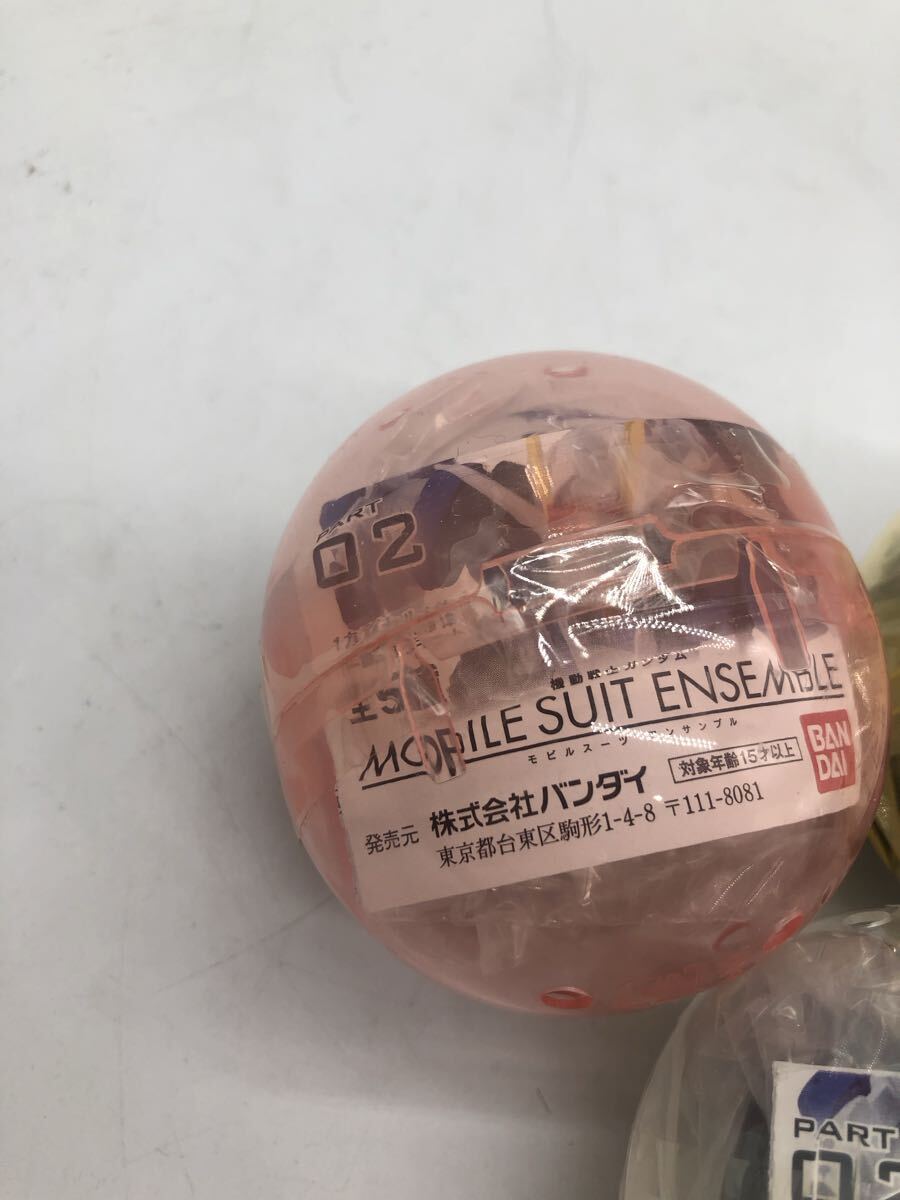 PART
02
機動戦士ガンダム
MOBILE SUIT ENSEMBLE
モビルスーツ アンサンブル
発売元 株式会社バンダイ 対象年齢15才以上
東京都台東区駒形1-4-8 〒111-8081
BAN
DAI
PART
02